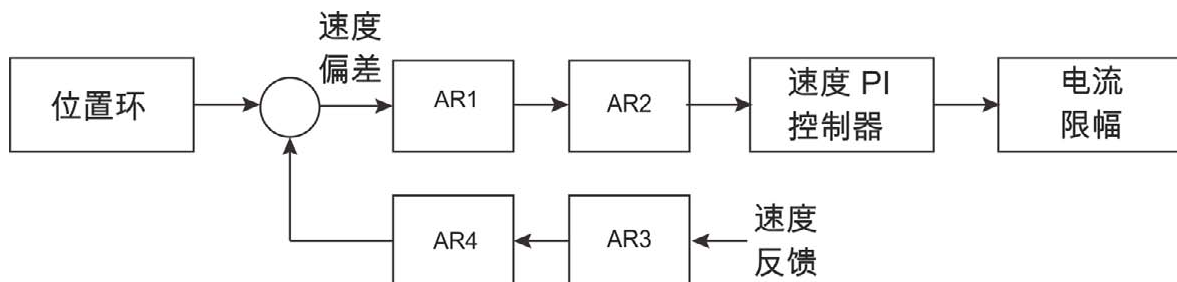 速度
偏差
位置环
AR1
AR2
速度 PI
控制器
电流
限幅
AR4
AR3
速度
反馈